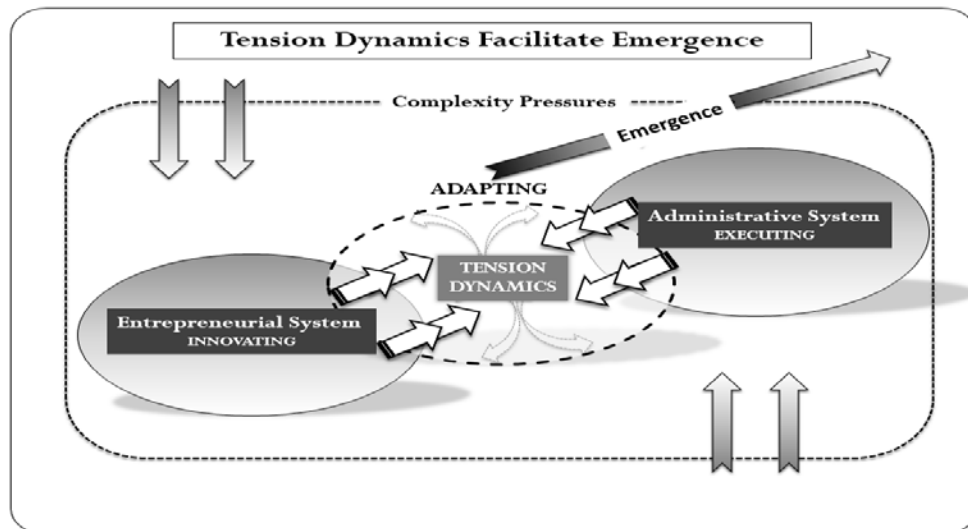 Tension Dynamics Facilitate Emergence
Complexity Pressures
Emergence
ADAPTING
Administrative System
EXECUTING
TENSION
DYNAMICS
Entrepreneurial System
INNOVATING